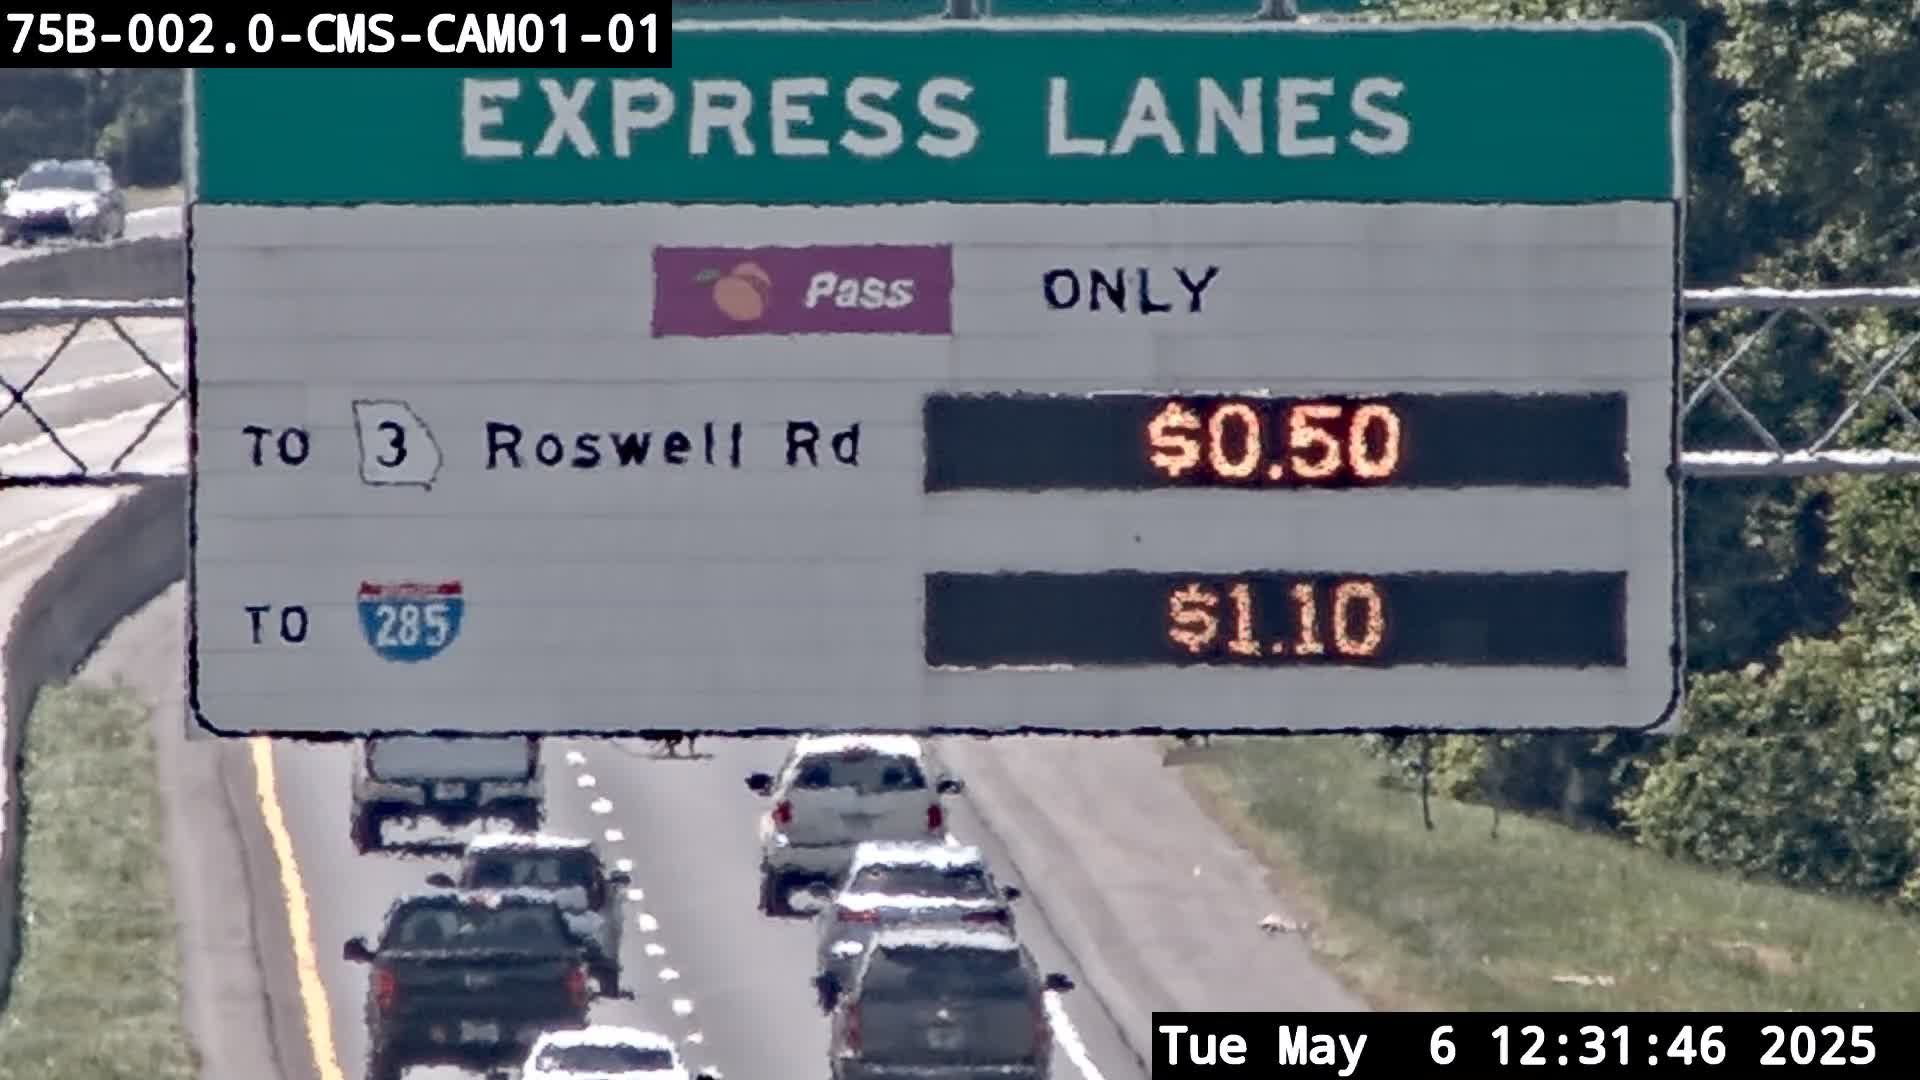 75B-002.0-CMS-CAM01-01
EXPRESS LANES
Pass ONLY
TO 3 Roswell Rd $0.50
TO 285 $1.10
Tue May 6 12:31:46 2025